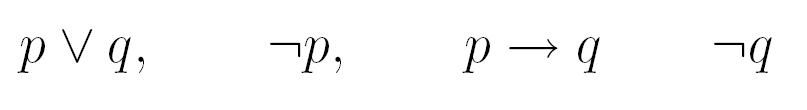 p ∨ q, ¬p, p → q ¬q